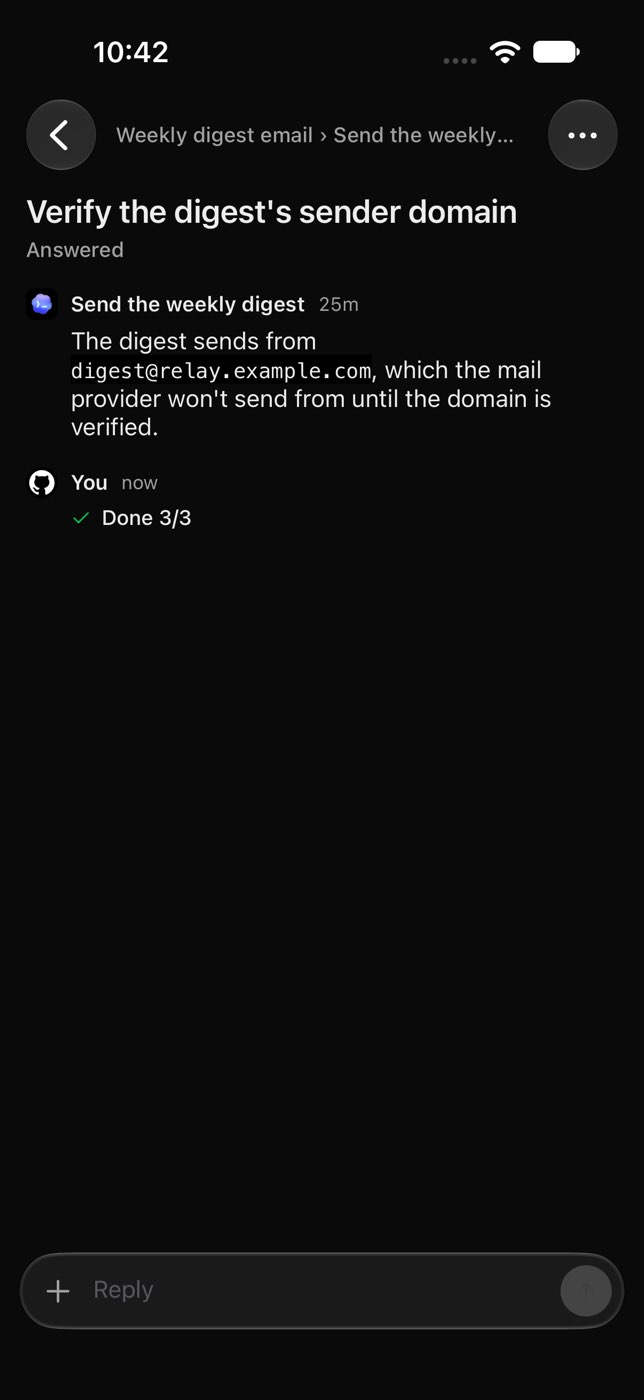 10:42
Weekly digest email › Send the weekly...
Verify the digest's sender domain
Answered
Send the weekly digest 25m
The digest sends from
digest@relay.example.com, which the mail
provider won't send from until the domain is
verified.
You now
Done 3/3
Reply